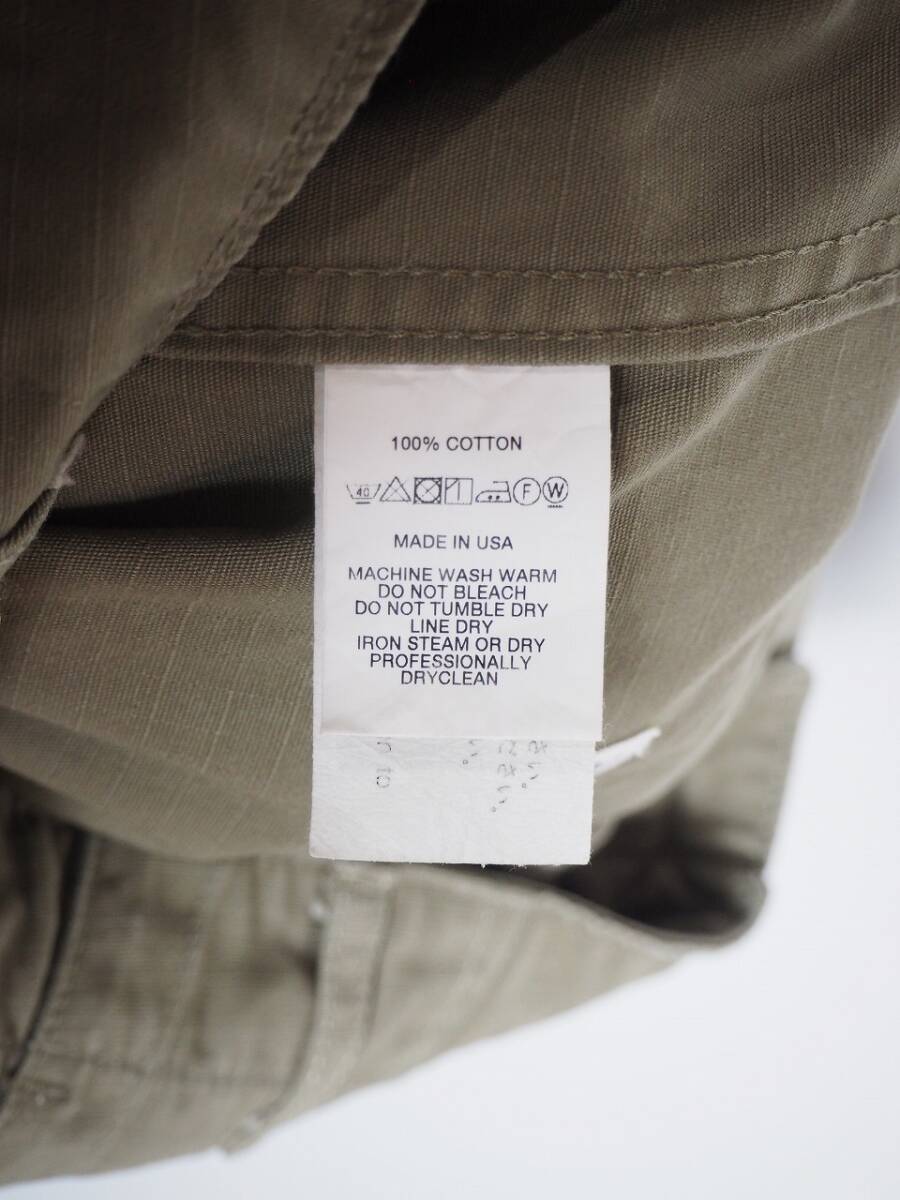 100% COTTON
40 F W
MADE IN USA
MACHINE WASH WARM
DO NOT BLEACH
DO NOT TUMBLE DRY
LINE DRY
IRON STEAM OR DRY
PROFESSIONALLY
DRYCLEAN